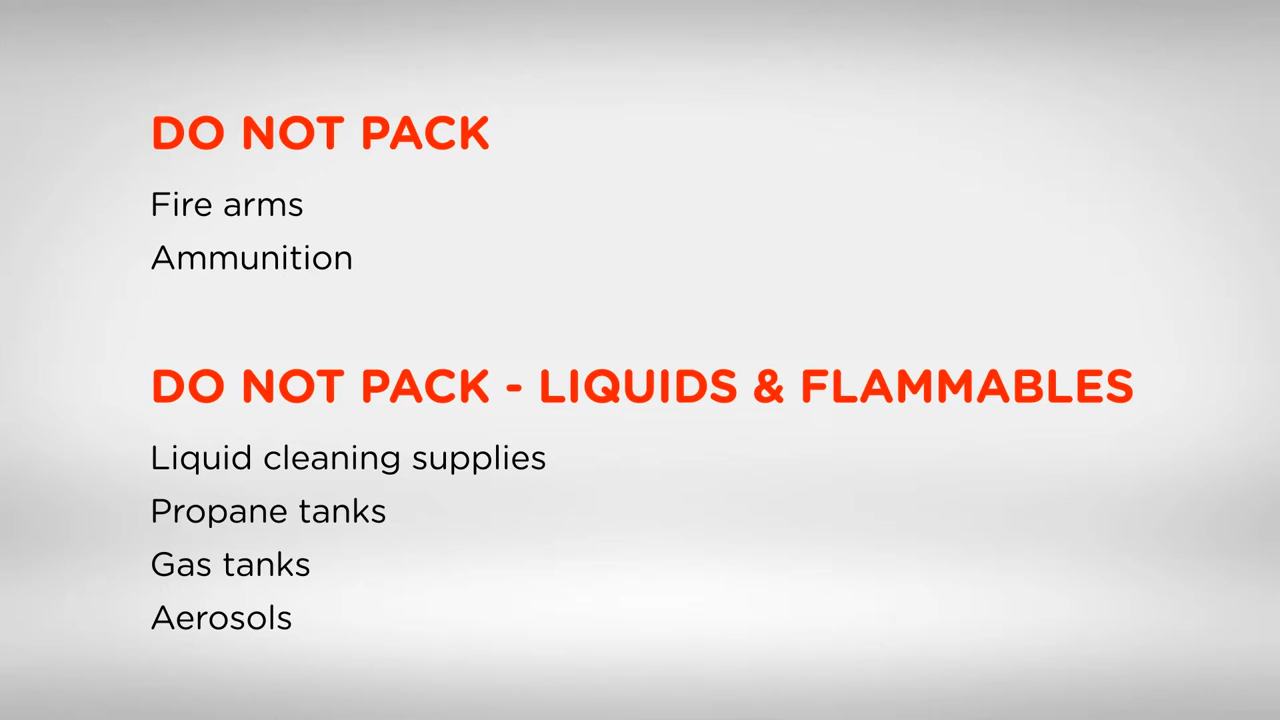 DO NOT PACK
Fire arms
Ammunition
DO NOT PACK - LIQUIDS & FLAMMABLES
Liquid cleaning supplies
Propane tanks
Gas tanks
Aerosols